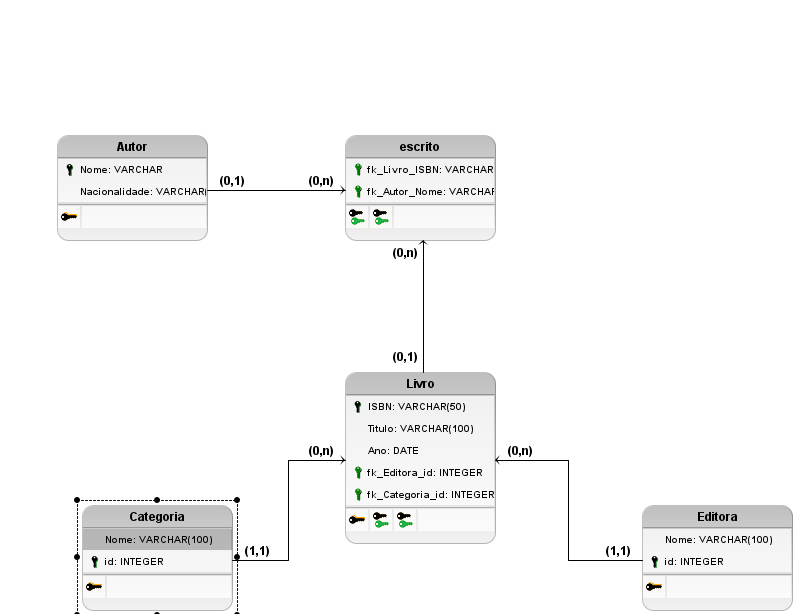 Autor
Nome: VARCHAR
Nacionalidade: VARCHAR(
(0,1)
(0,n)
escrito
fk_Livro_ISBN: VARCHAR
fk_Autor_Nome: VARCHAR
(0,n)
(0,1)
Livro
ISBN: VARCHAR(50)
Titulo: VARCHAR(100)
Ano: DATE
fk_Editora_id: INTEGER
fk_Categoria_id: INTEGER
(0,n)
(0,n)
Categoria
Nome: VARCHAR(100)
id: INTEGER
(1,1)
(1,1)
Editora
Nome: VARCHAR(100)
id: INTEGER